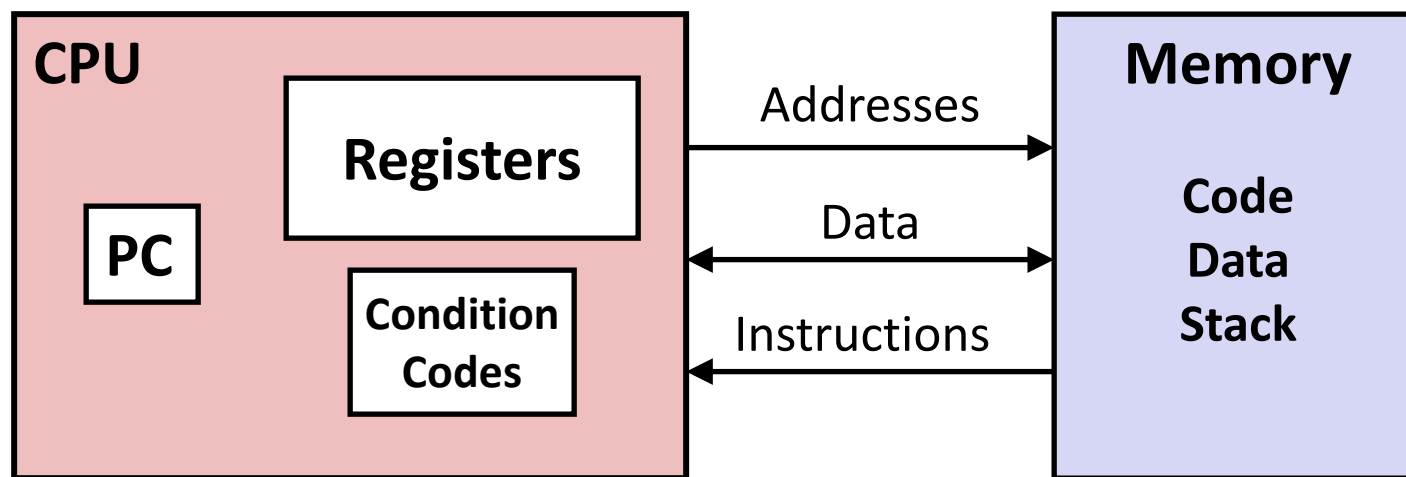 CPU
Registers
PC
Condition
Codes
Addresses
Data
Instructions
Memory
Code
Data
Stack